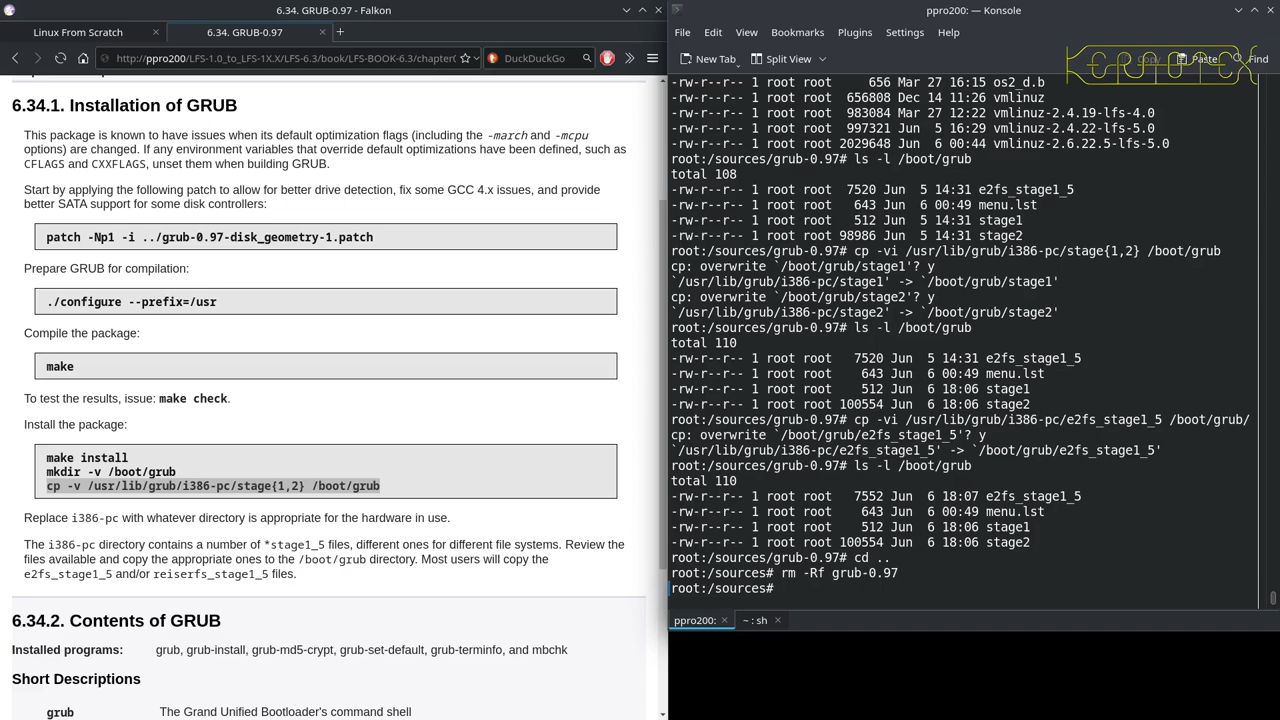 6.34. GRUB-0.97 - Falkon
Linux From Scratch
6.34. GRUB-0.97
http://ppro200/LFS-1.0_to_LFS-1X.X/LFS-6.3/book/LFS-BOOK-6.3/chapter(
DuckDuckGo
6.34.1. Installation of GRUB
This package is known to have issues when its default optimization flags (including the -march and -mcpu
options) are changed. If any environment variables that override default optimizations have been defined, such as
CFLAGS and CXXFLAGS, unset them when building GRUB.
Start by applying the following patch to allow for better drive detection, fix some GCC 4.x issues, and provide
better SATA support for some disk controllers:
patch -Np1 -i ../grub-0.97-disk_geometry-1.patch
Prepare GRUB for compilation:
./configure --prefix=/usr
Compile the package:
make
To test the results, issue: make check.
Install the package:
make install
mkdir -v /boot/grub
cp -v /usr/lib/grub/i386-pc/stage{1,2} /boot/grub
Replace i386-pc with whatever directory is appropriate for the hardware in use.
The i386-pc directory contains a number of *stage1_5 files, different ones for different file systems. Review the
files available and copy the appropriate ones to the /boot/grub directory. Most users will copy the
e2fs_stage1_5 and/or reiserfs_stage1_5 files.
6.34.2. Contents of GRUB
Installed programs: grub, grub-install, grub-md5-crypt, grub-set-default, grub-terminfo, and mbchk
Short Descriptions
grub The Grand Unified Bootloader's command shell
ppro200: — Konsole
File Edit View Bookmarks Plugins Settings Help
New Tab Split View Copy Paste Find
-rw-r--r-- 1 root root 656 Mar 27 16:15 os2_d.b
-rw-r--r-- 1 root root 656808 Dec 14 11:26 vmlinuz
-rw-r--r-- 1 root root 983084 Mar 27 12:22 vmlinuz-2.4.19-lfs-4.0
-rw-r--r-- 1 root root 997321 Jun 5 16:29 vmlinuz-2.4.22-lfs-5.0
-rw-r--r-- 1 root root 2029648 Jun 6 00:44 vmlinuz-2.6.22.5-lfs-5.0
root:/sources/grub-0.97# ls -l /boot/grub
total 108
-rw-r--r-- 1 root root 7520 Jun 5 14:31 e2fs_stage1_5
-rw-r--r-- 1 root root 643 Jun 6 00:49 menu.lst
-rw-r--r-- 1 root root 512 Jun 5 14:31 stage1
-rw-r--r-- 1 root root 98986 Jun 5 14:31 stage2
root:/sources/grub-0.97# cp -vi /usr/lib/grub/i386-pc/stage{1,2} /boot/grub
cp: overwrite `/boot/grub/stage1'? y
`/usr/lib/grub/i386-pc/stage1' -> `/boot/grub/stage1'
cp: overwrite `/boot/grub/stage2'? y
`/usr/lib/grub/i386-pc/stage2' -> `/boot/grub/stage2'
root:/sources/grub-0.97# ls -l /boot/grub
total 110
-rw-r--r-- 1 root root 7520 Jun 5 14:31 e2fs_stage1_5
-rw-r--r-- 1 root root 643 Jun 6 00:49 menu.lst
-rw-r--r-- 1 root root 512 Jun 6 18:06 stage1
-rw-r--r-- 1 root root 100554 Jun 6 18:06 stage2
root:/sources/grub-0.97# cp -vi /usr/lib/grub/i386-pc/e2fs_stage1_5 /boot/grub/
cp: overwrite `/boot/grub/e2fs_stage1_5'? y
`/usr/lib/grub/i386-pc/e2fs_stage1_5' -> `/boot/grub/e2fs_stage1_5'
root:/sources/grub-0.97# ls -l /boot/grub
total 110
-rw-r--r-- 1 root root 7552 Jun 6 18:07 e2fs_stage1_5
-rw-r--r-- 1 root root 643 Jun 6 00:49 menu.lst
-rw-r--r-- 1 root root 512 Jun 6 18:06 stage1
-rw-r--r-- 1 root root 100554 Jun 6 18:06 stage2
root:/sources/grub-0.97# cd ..
root:/sources# rm -Rf grub-0.97
root:/sources#
ppro200: ~ : sh